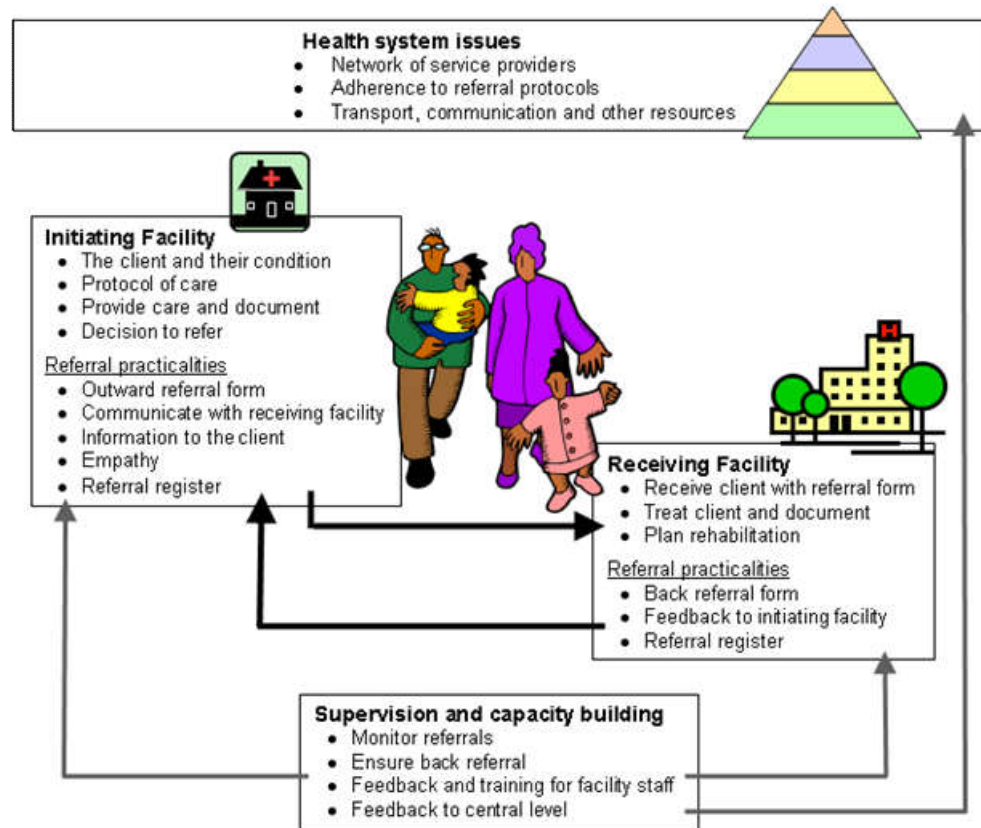 Health system issues
• Network of service providers
• Adherence to referral protocols
• Transport, communication and other resources
Initiating Facility
• The client and their condition
• Protocol of care
• Provide care and document
• Decision to refer
Referral practicalities
• Outward referral form
• Communicate with receiving facility
• Information to the client
• Empathy
• Referral register
H
Receiving Facility
• Receive client with referral form
• Treat client and document
• Plan rehabilitation
Referral practicalities
• Back referral form
• Feedback to initiating facility
• Referral register
Supervision and capacity building
• Monitor referrals
• Ensure back referral
• Feedback and training for facility staff
• Feedback to central level